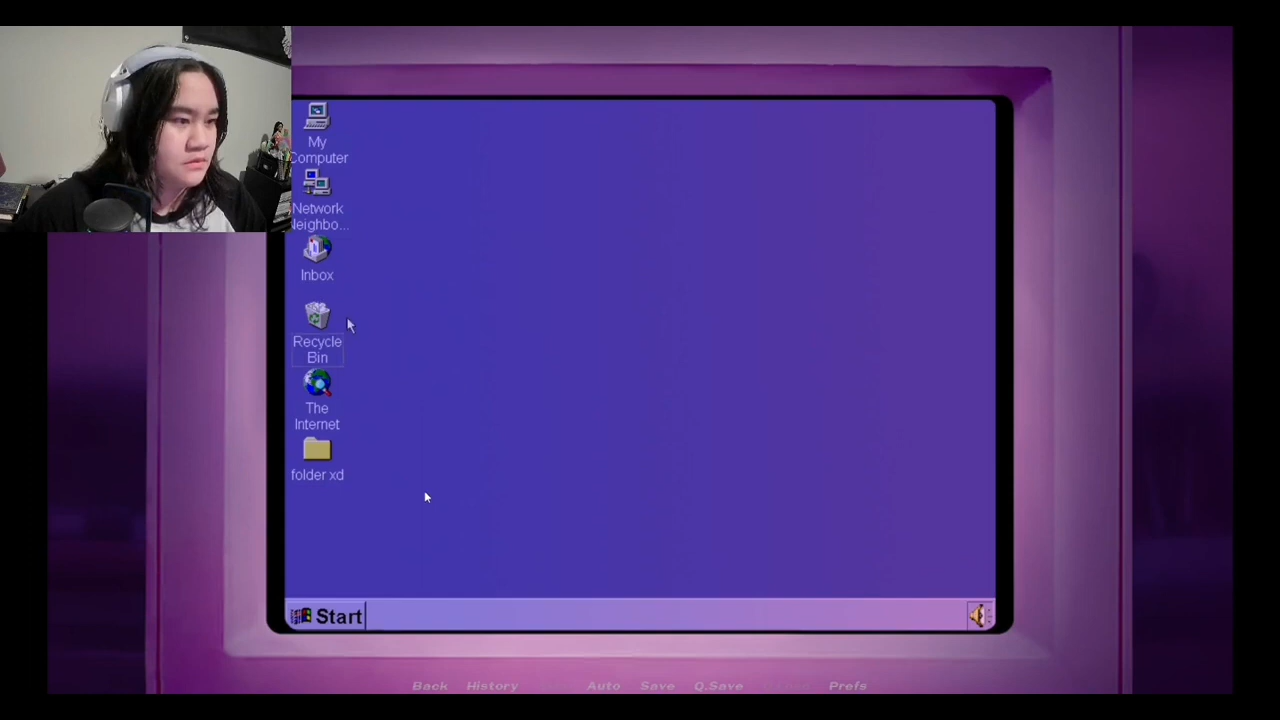 My
Computer
Network
Neighbo...
Inbox
Recycle
Bin
The
Internet
folder xd
Start
Back History Auto Save Q.Save Prefs